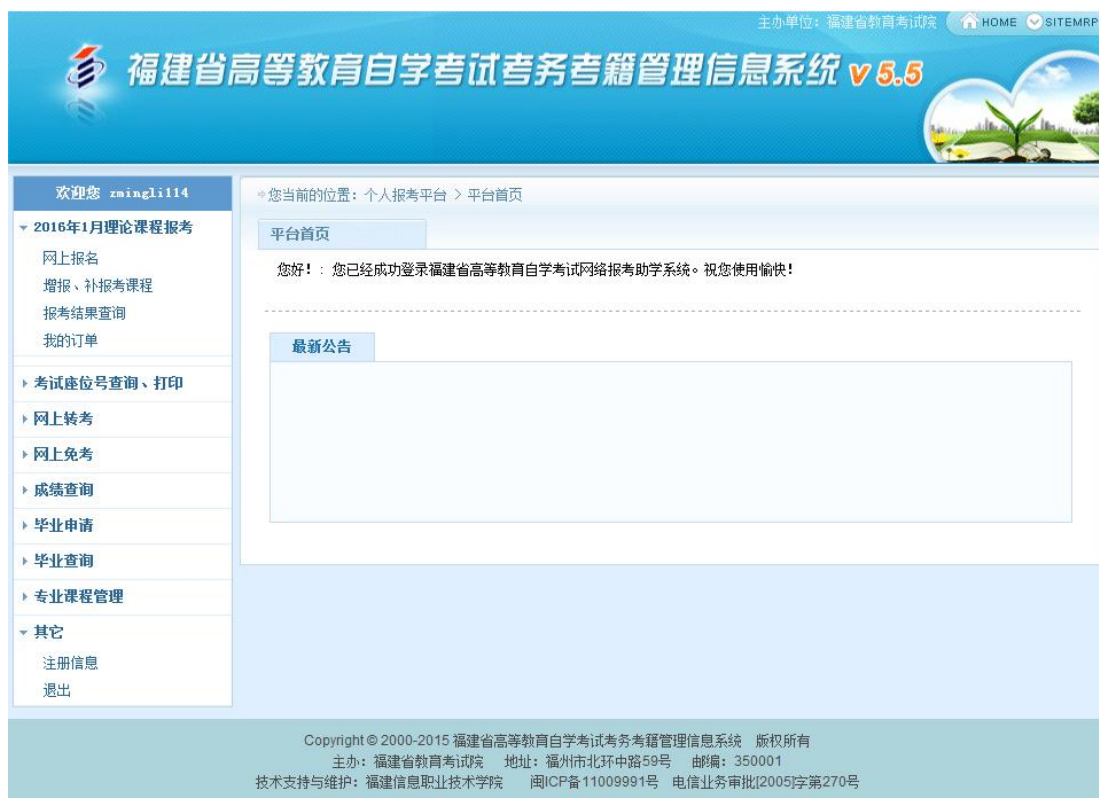 主办单位：福建省教育考试院 HOME SITEMRP
福建省高等教育自学考试考务考籍管理信息系统 v 5.5
欢迎您 zmingli114
您当前的位置：个人报考平台 > 平台首页
2016年1月理论课程报考
平台首页
网上报名
您好！：您已经成功登录福建省高等教育自学考试网络报考助学系统。祝您使用愉快！
增报、补报考课程
报考结果查询
我的订单
最新公告
考试座位号查询、打印
网上转考
网上免考
成绩查询
毕业申请
毕业查询
专业课程管理
其它
注册信息
退出
Copyright © 2000-2015 福建省高等教育自学考试考务考籍管理信息系统 版权所有
主办：福建省教育考试院 地址：福州市北环中路59号 邮编：350001
技术支持与维护：福建信息职业技术学院 闽ICP备11009991号 电信业务审批[2005]字第270号